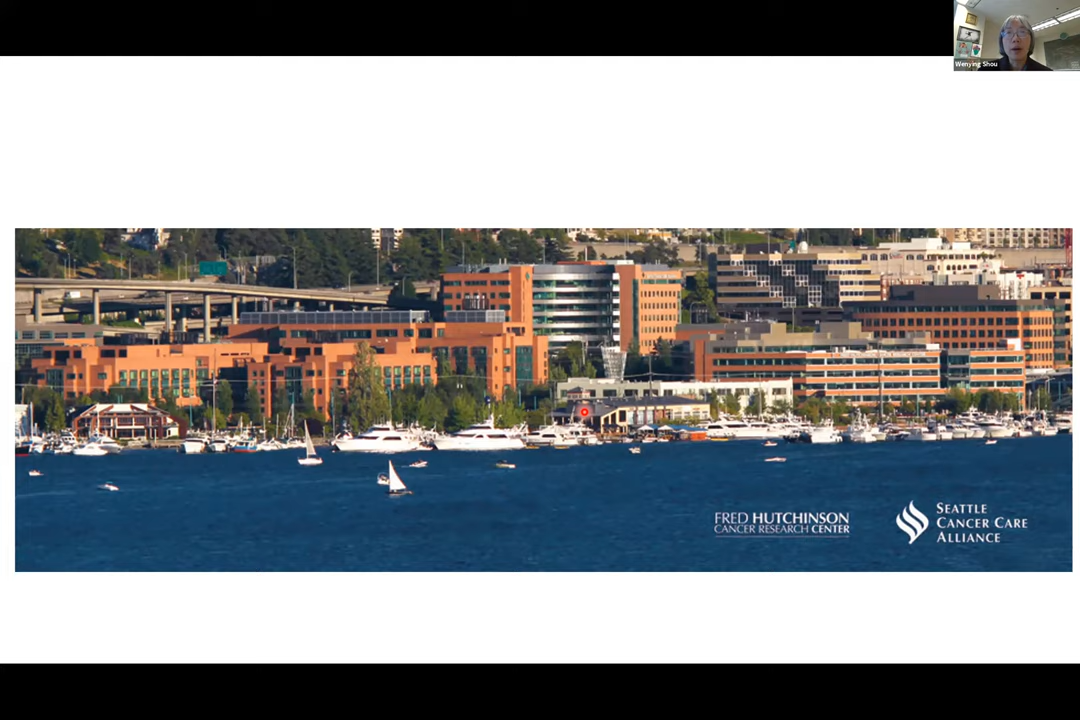 Wenying Shou
FRED HUTCHINSON
CANCER RESEARCH CENTER
SEATTLE
CANCER CARE
ALLIANCE